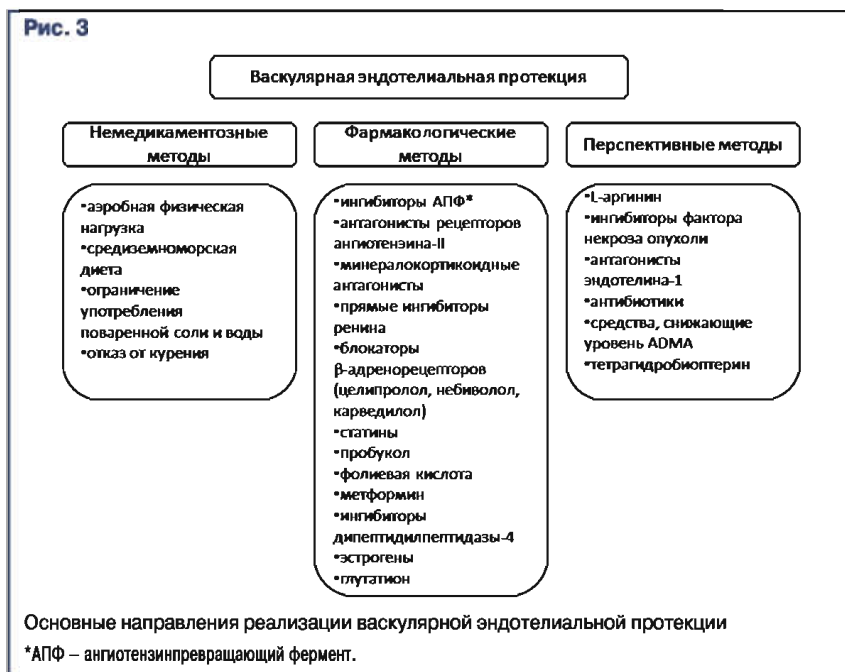 Рис. 3
Васкулярная эндотелиальная протекция
Немедикаментозные
методы
•аэробная физическая
нагрузка
•средиземноморская
диета
•ограничение
употребления
поваренной соли и воды
•отказ от курения
Фармакологические
методы
•ингибиторы АПФ*
•антагонисты рецепторов
ангиотензина-II
•минералокортикоидные
антагонисты
•прямые ингибиторы
ренина
•блокаторы
β-адренорецепторов
(целипролол, небиволол,
карведилол)
•статины
•пробукол
•фолиевая кислота
•метформин
•ингибиторы
дипептидилпептидазы-4
•эстрогены
•глутатион
Перспективные методы
•L-аргинин
•ингибиторы фактора
некроза опухоли
•антагонисты
эндотелина-1
•антибиотики
•средства, снижающие
уровень ADMA
•тетрагидробиоптерин
Основные направления реализации васкулярной эндотелиальной протекции
*АПФ – ангиотензинпревращающий фермент.